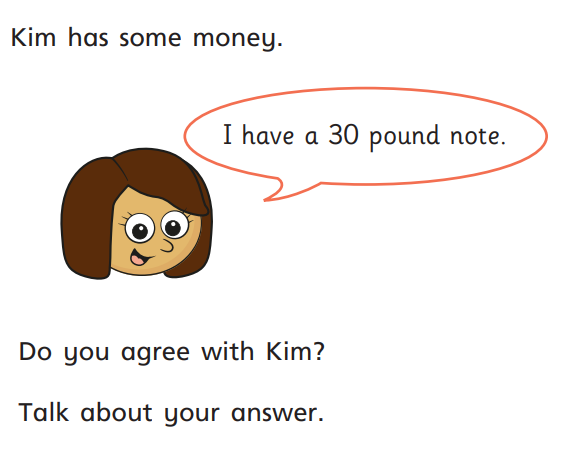 Kim has some money.
I have a 30 pound note.
Do you agree with Kim?
Talk about your answer.